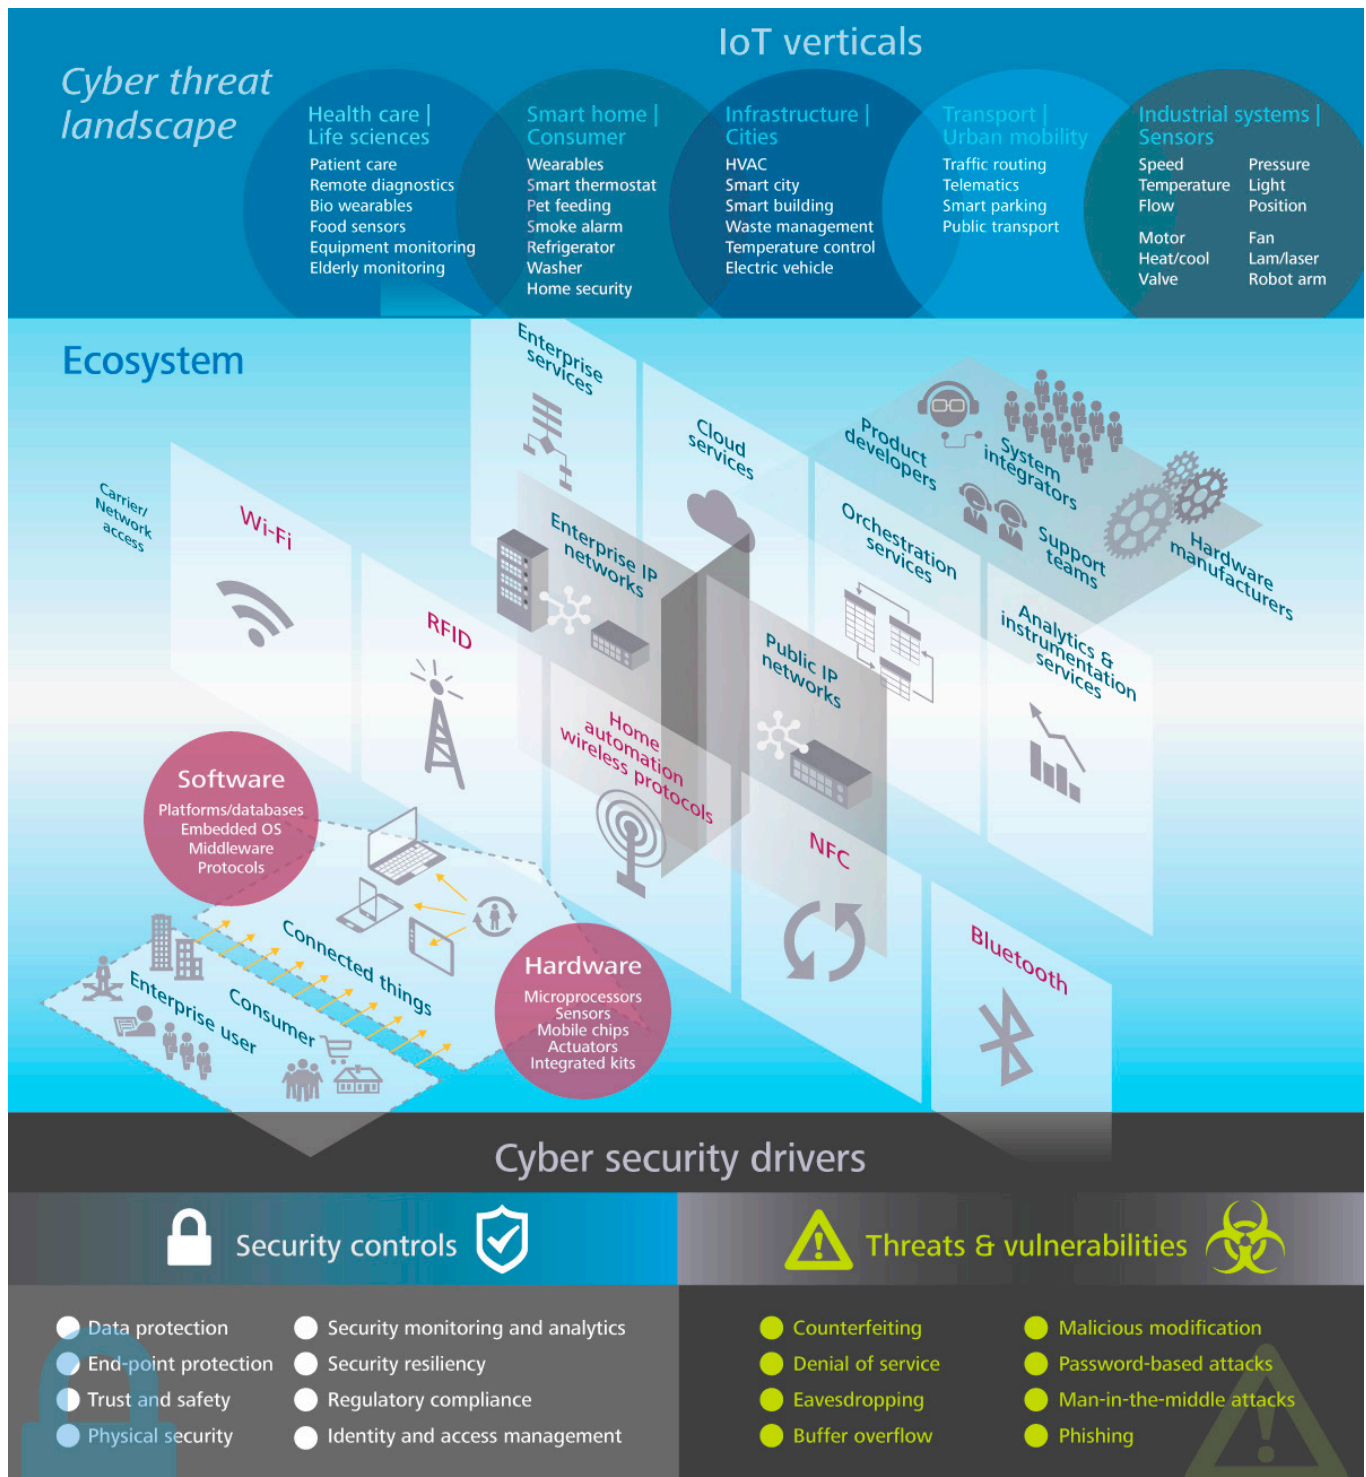 Cyber threat
landscape
IoT verticals
Health care |
Life sciences
Patient care
Remote diagnostics
Bio wearables
Food sensors
Equipment monitoring
Elderly monitoring
Smart home |
Consumer
Wearables
Smart thermostat
Pet feeding
Smoke alarm
Refrigerator
Washer
Home security
Infrastructure |
Cities
HVAC
Smart city
Smart building
Waste management
Temperature control
Electric vehicle
Transport |
Urban mobility
Traffic routing
Telematics
Smart parking
Public transport
Industrial systems |
Sensors
Speed
Temperature
Flow
Motor
Heat/cool
Valve
Pressure
Light
Position
Fan
Lam/laser
Robot arm
Ecosystem
Enterprise
services
Cloud
services
Product
developers
System
integrators
Support
teams
Hardware
manufacturers
Carrier/
Network
access
Wi-Fi
RFID
Enterprise IP
networks
Orchestration
services
Analytics &
instrumentation
services
Public IP
networks
Home
automation
wireless protocols
NFC
Bluetooth
Software
Platforms/databases
Embedded OS
Middleware
Protocols
Connected things
Enterprise user
Consumer
Hardware
Microprocessors
Sensors
Mobile chips
Actuators
Integrated kits
Cyber security drivers
Security controls
Data protection
End-point protection
Trust and safety
Physical security
Security monitoring and analytics
Security resiliency
Regulatory compliance
Identity and access management
Threats & vulnerabilities
Counterfeiting
Denial of service
Eavesdropping
Buffer overflow
Malicious modification
Password-based attacks
Man-in-the-middle attacks
Phishing